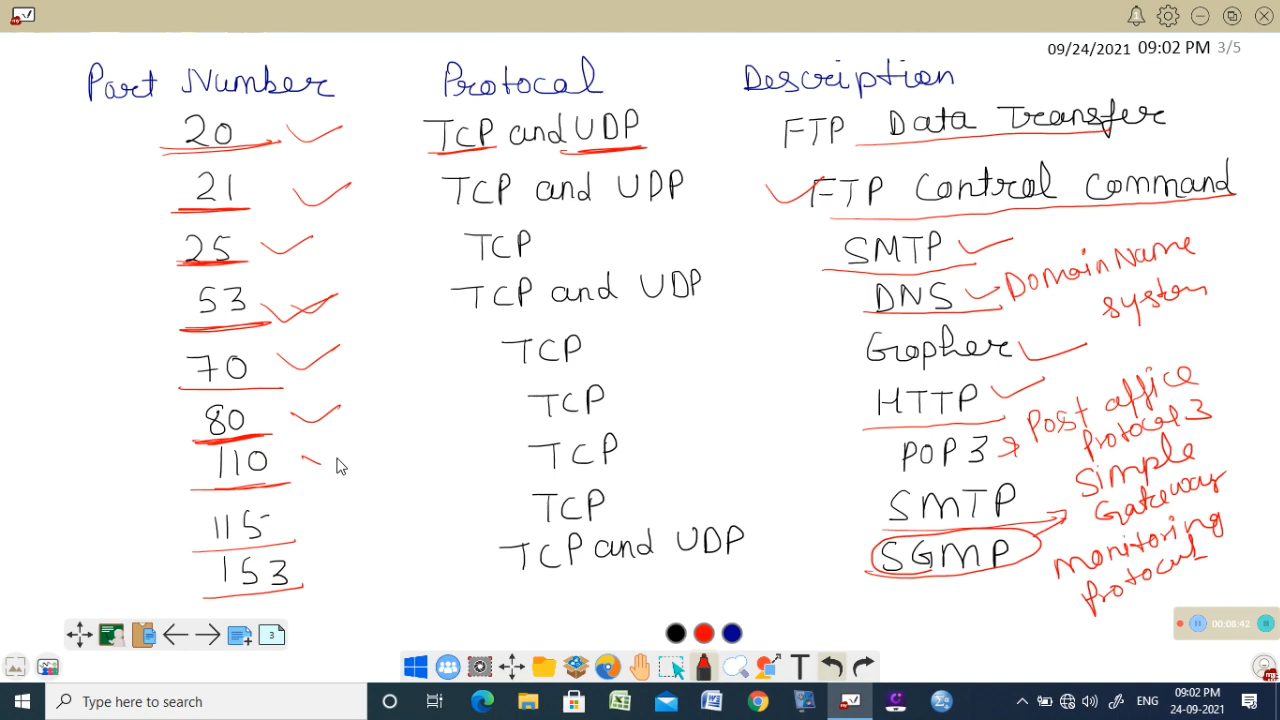 09/24/2021 09:02 PM 3/5
Part Number Protocal Description
20 TCP and UDP FTP Data Transfer
21 TCP and UDP FTP Control Command
25 TCP SMTP
53 TCP and UDP DNS Domain Name
system
70 TCP Gopher
80 TCP HTTP
110 TCP POP3 Post office
Protocal 3
115 TCP SMTP
153 TCP and UDP SGMP Simple
Gateway
Monitoring
Protocal
3
00:08:42
T
Type here to search
ENG
09:02 PM
24-09-2021